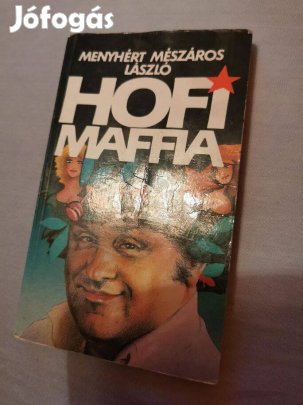 Jófogás
MENYHÉRT MÉSZÁROS
LÁSZLÓ
HOFI
MAFFIA